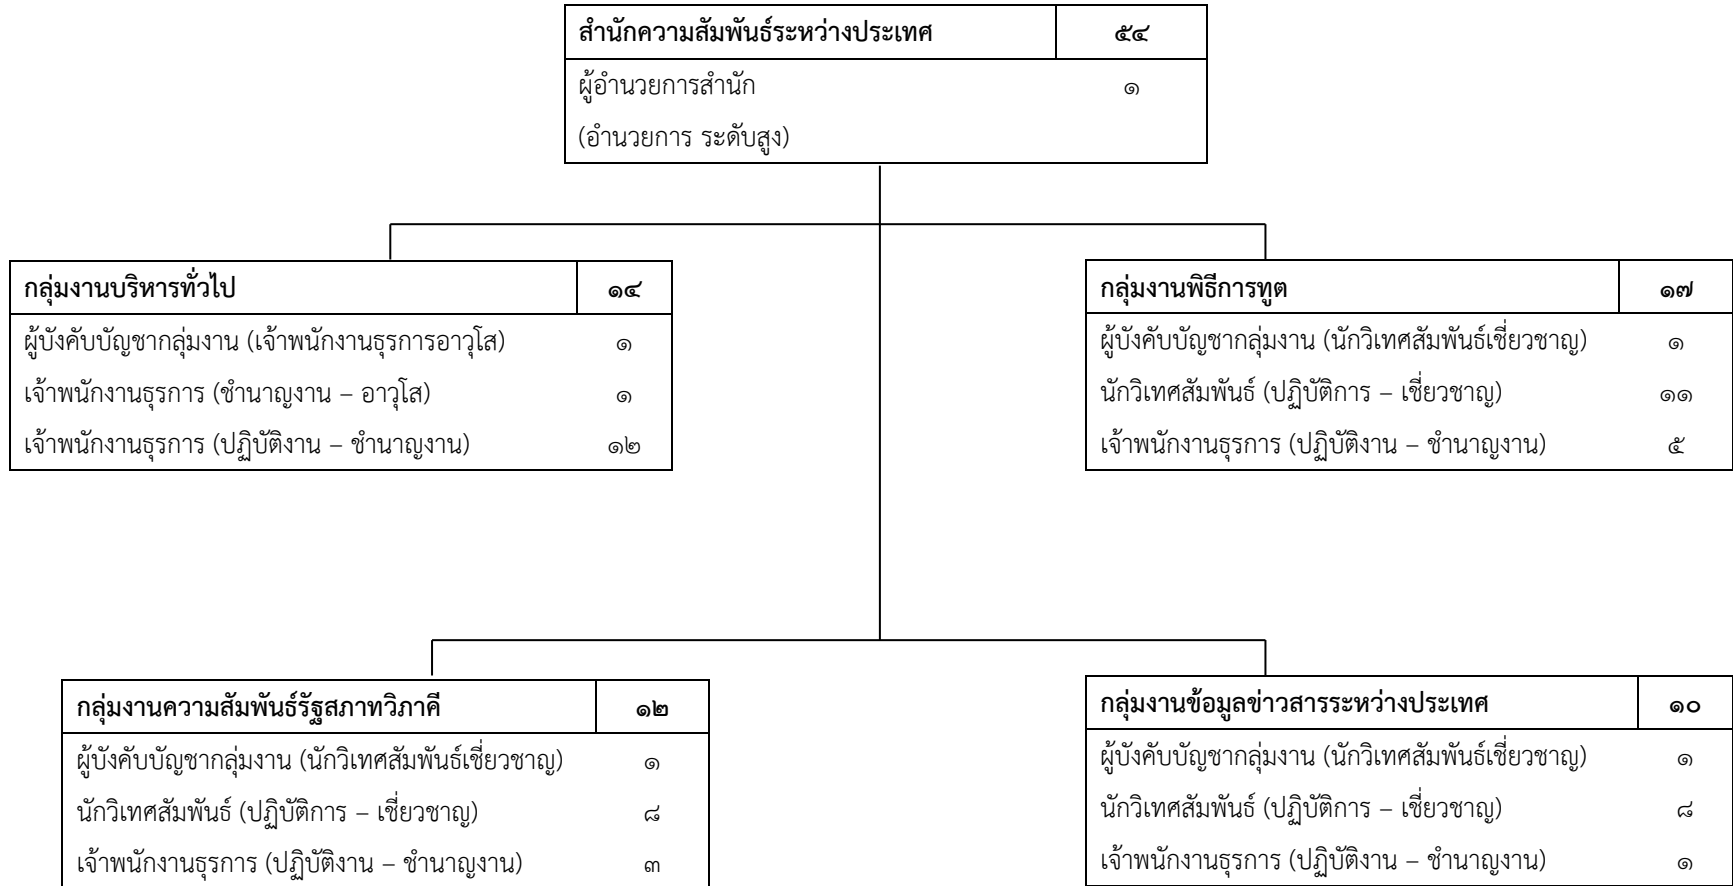 สำนักความสัมพันธ์ระหว่างประเทศ ๕๔
ผู้อำนวยการสำนัก ๑
(อำนวยการ ระดับสูง)
กลุ่มงานบริหารทั่วไป ๑๔
ผู้บังคับบัญชากลุ่มงาน (เจ้าพนักงานธุรการอาวุโส) ๑
เจ้าพนักงานธุรการ (ชำนาญงาน – อาวุโส) ๑
เจ้าพนักงานธุรการ (ปฏิบัติงาน – ชำนาญงาน) ๑๒
กลุ่มงานพิธีการทูต ๑๗
ผู้บังคับบัญชากลุ่มงาน (นักวิเทศสัมพันธ์เชี่ยวชาญ) ๑
นักวิเทศสัมพันธ์ (ปฏิบัติการ – เชี่ยวชาญ) ๑๑
เจ้าพนักงานธุรการ (ปฏิบัติงาน – ชำนาญงาน) ๕
กลุ่มงานความสัมพันธ์รัฐสภาทวิภาคี ๑๒
ผู้บังคับบัญชากลุ่มงาน (นักวิเทศสัมพันธ์เชี่ยวชาญ) ๑
นักวิเทศสัมพันธ์ (ปฏิบัติการ – เชี่ยวชาญ) ๘
เจ้าพนักงานธุรการ (ปฏิบัติงาน – ชำนาญงาน) ๓
กลุ่มงานข้อมูลข่าวสารระหว่างประเทศ ๑๐
ผู้บังคับบัญชากลุ่มงาน (นักวิเทศสัมพันธ์เชี่ยวชาญ) ๑
นักวิเทศสัมพันธ์ (ปฏิบัติการ – เชี่ยวชาญ) ๘
เจ้าพนักงานธุรการ (ปฏิบัติงาน – ชำนาญงาน) ๑